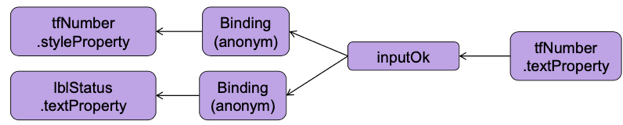 tfNumber
.styleProperty
Binding
(anonym)
inputOk
tfNumber
.textProperty
lblStatus
.textProperty
Binding
(anonym)